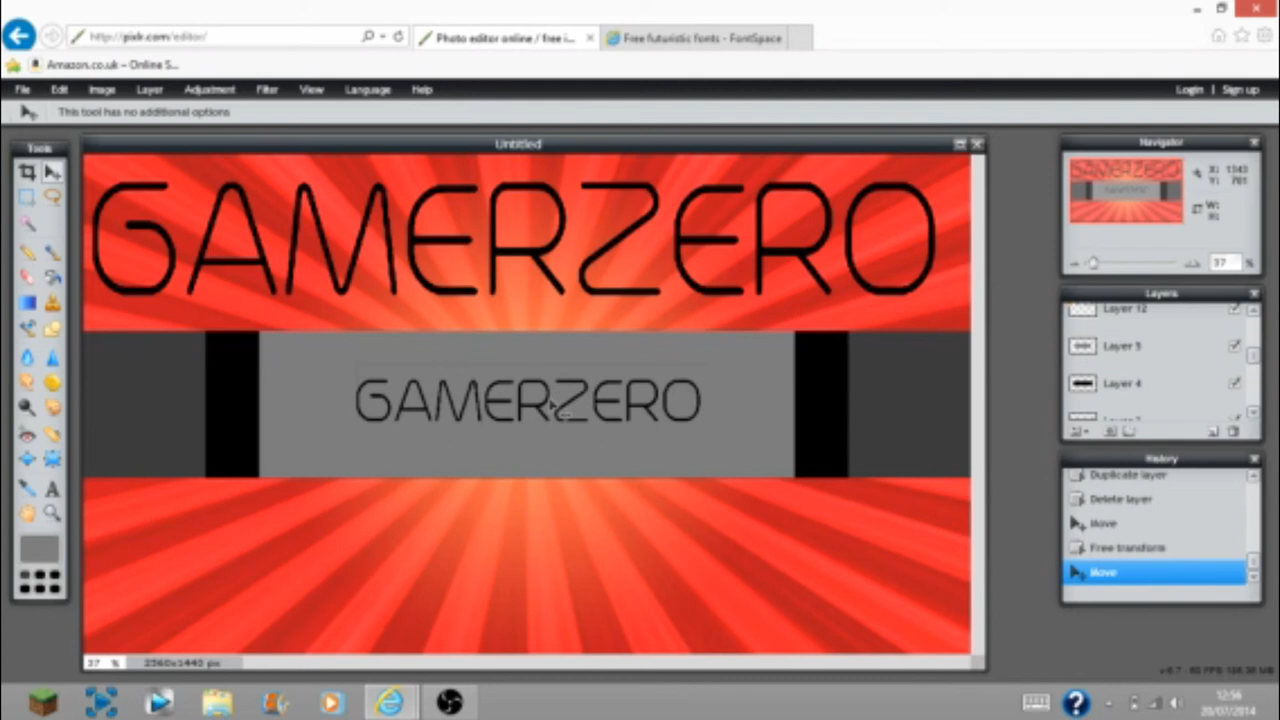 http://pixlr.com/editor/
Photo editor online / free i...
Free futuristic fonts - FontSpace
Amazon.co.uk – Online S...
File Edit Image Layer Adjustment Filter View Language Help
Login | Sign up
This tool has no additional options
Tools
Untitled
Navigator
X: 1343
Y: 701
W:
H:
37 %
GAMERZERO
GAMERZERO
Layers
Layer 12
Layer 5
Layer 4
History
Duplicate layer
Delete layer
Move
Free transform
Move
37 %
2560x1440 px
12:56
20/07/2014